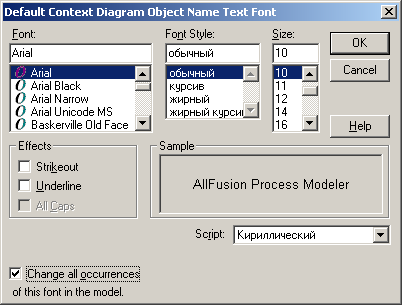 Default Context Diagram Object Name Text Font
Font:
Font Style:
Size:
Arial
обычный
10
OK
Cancel
Help
Arial
Arial Black
Arial Narrow
Arial Unicode MS
Baskerville Old Face
обычный
курсив
жирный
жирный курси
10
11
12
14
16
Effects
Strikeout
Underline
All Caps
Sample
AllFusion Process Modeler
Script:
Кириллический
Change all occurrences
of this font in the model.